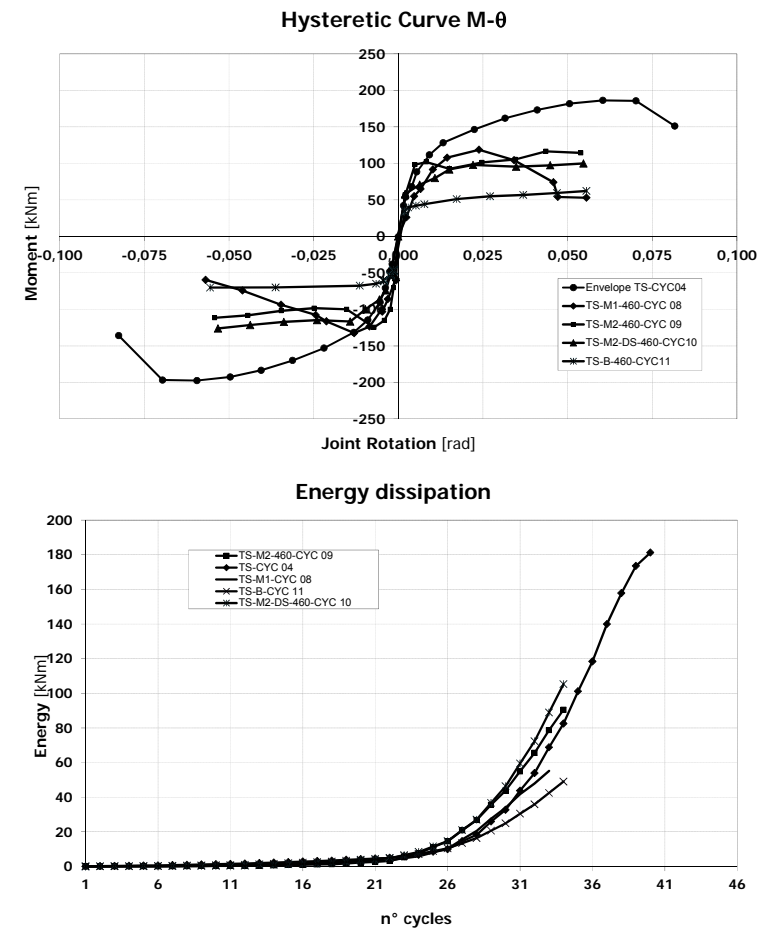 Hysteretic Curve M-θ
250
200
150
100
50
0
-50
-100
-150
-200
-250
-0,100
-0,075
-0,050
-0,025
0,000
0,025
0,050
0,075
0,100
Moment [kNm]
Envelope TS-CYC04
TS-M1-460-CYC 08
TS-M2-460-CYC 09
TS-M2-DS-460-CYC10
TS-B-460-CYC11
Joint Rotation [rad]
Energy dissipation
200
180
160
140
120
100
80
60
40
20
0
Energy [kNm]
TS-M2-460-CYC 09
TS-CYC 04
TS-M1-CYC 08
TS-B-CYC 11
TS-M2-DS-460-CYC 10
1
6
11
16
21
26
31
36
41
46
n° cycles